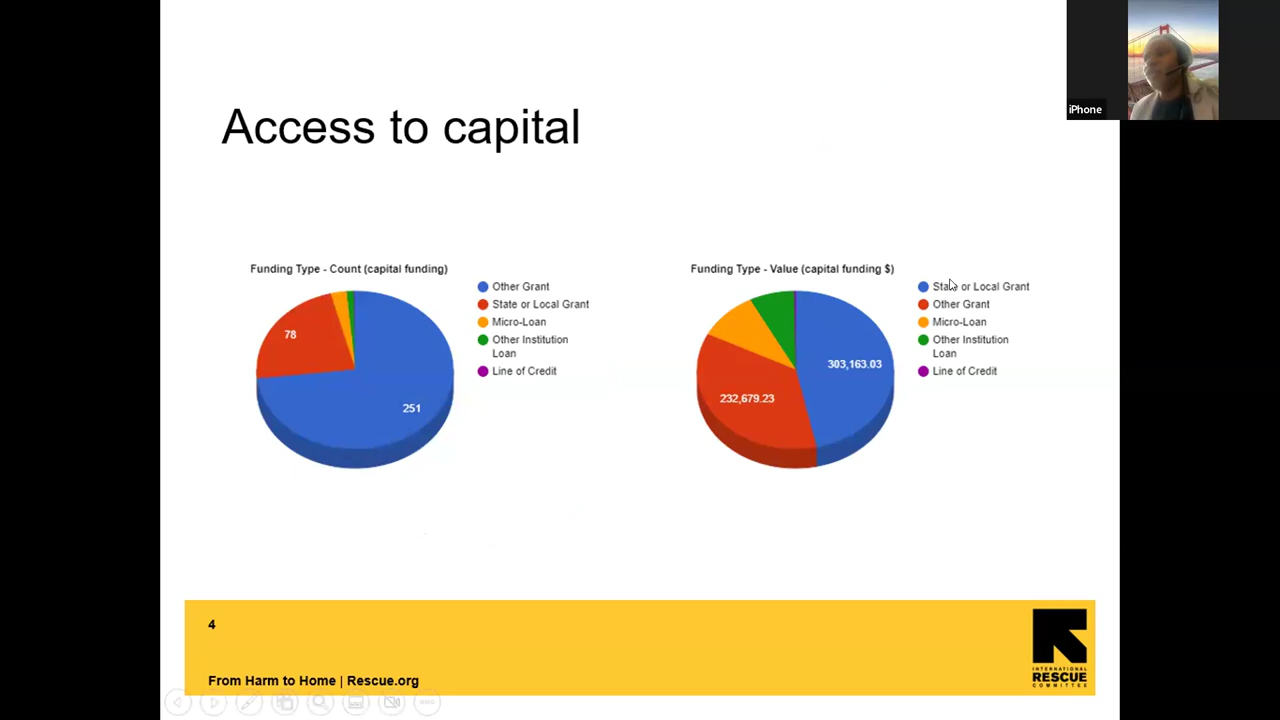 iPhone
Access to capital
Funding Type - Count (capital funding)
Other Grant
State or Local Grant
Micro-Loan
Other Institution
Loan
Line of Credit
78
251
Funding Type - Value (capital funding $)
State or Local Grant
Other Grant
Micro-Loan
Other Institution
Loan
Line of Credit
303,163.03
232,679.23
4
From Harm to Home | Rescue.org
INTERNATIONAL
RESCUE
COMMITTEE